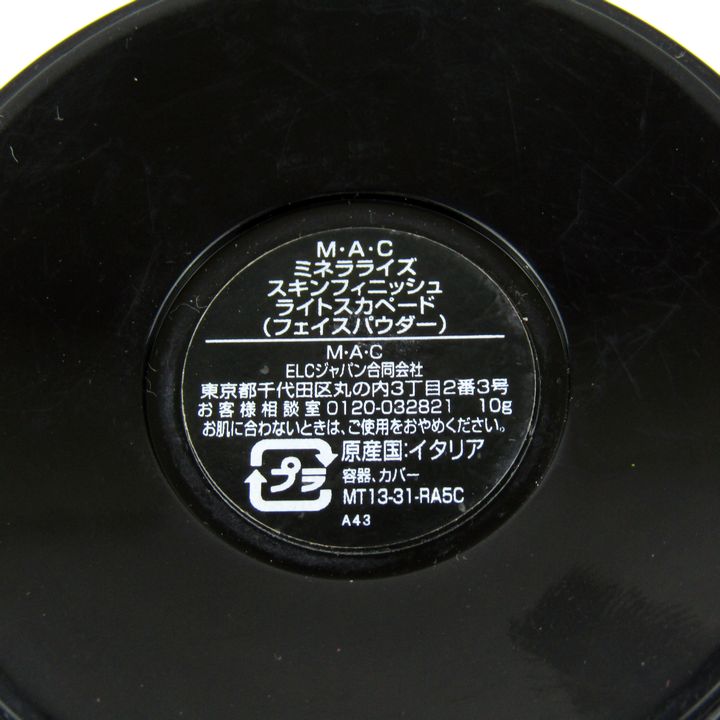 M·A·C
ミネラライズ
スキンフィニッシュ
ライトスカペード
(フェイスパウダー)
M·A·C
ELCジャパン合同会社
東京都千代田区丸の内3丁目2番3号
お客様相談室 0120-032821 10g
お肌に合わないときは、ご使用をおやめください。
原産国:イタリア
プラ 容器、カバー
MT13-31-RA5C
A43